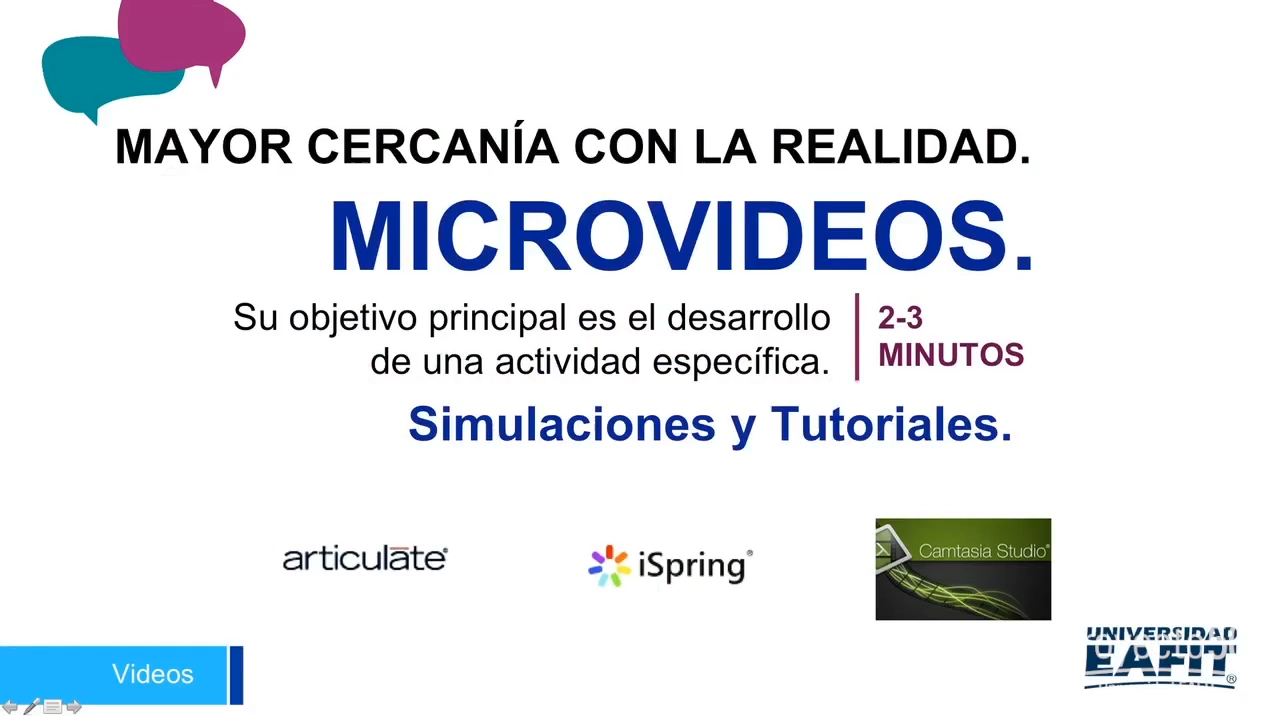 MAYOR CERCANÍA CON LA REALIDAD.
MICROVIDEOS.
Su objetivo principal es el desarrollo
de una actividad específica.
2-3
MINUTOS
Simulaciones y Tutoriales.
articulate®
iSpring®
Camtasia Studio®
Videos
UNIVERSIDAD
EAFIT®